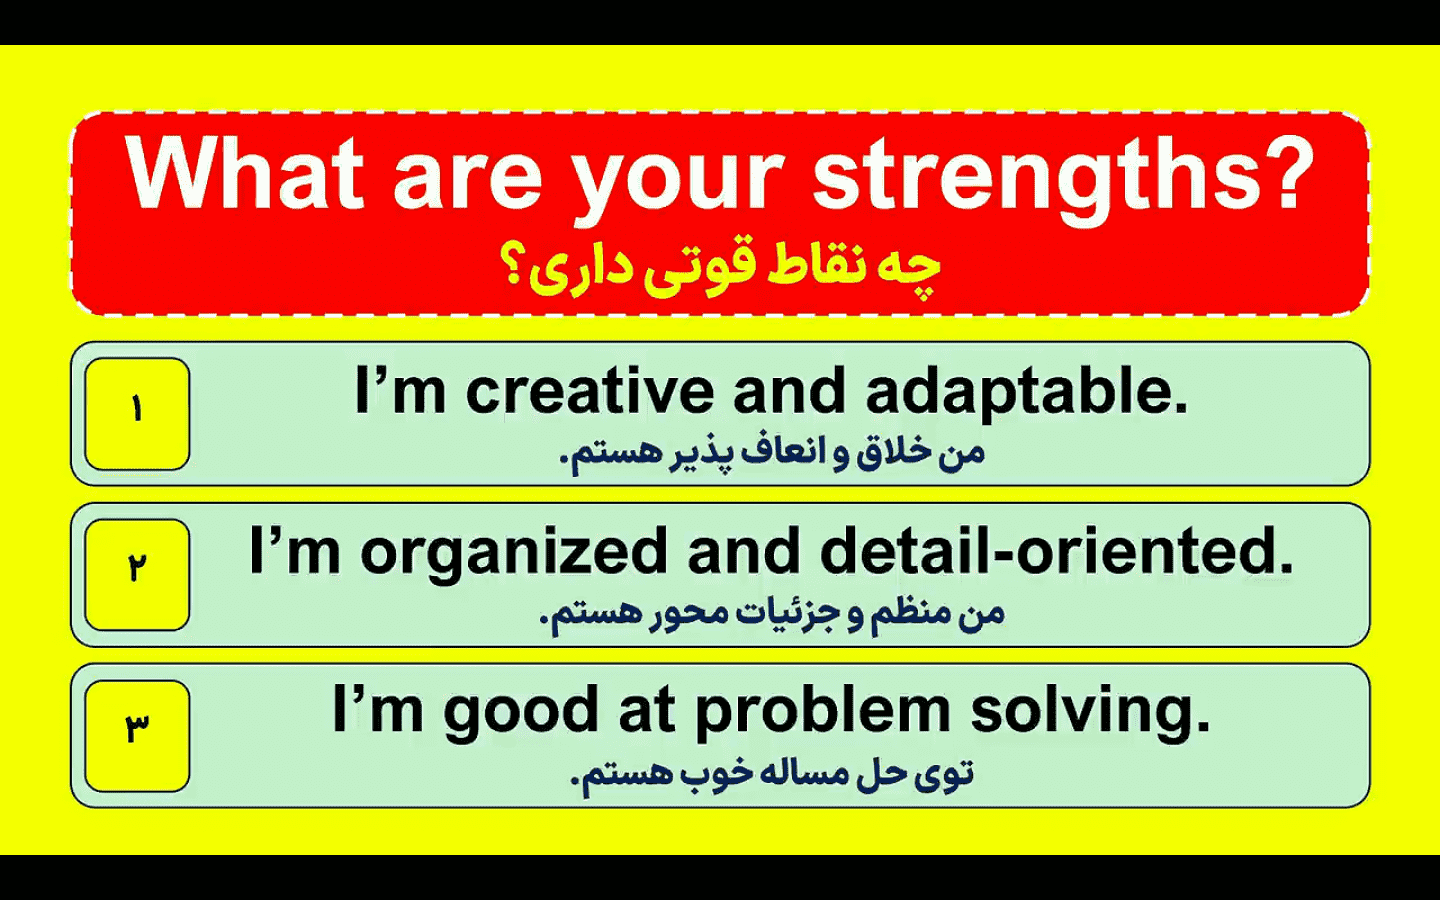 What are your strengths?
چه نقاط قوتی داری؟
۱
I’m creative and adaptable.
من خلاق و انعاف پذیر هستم.
۲
I’m organized and detail-oriented.
من منظم و جزئیات محور هستم.
۳
I’m good at problem solving.
توی حل مساله خوب هستم.